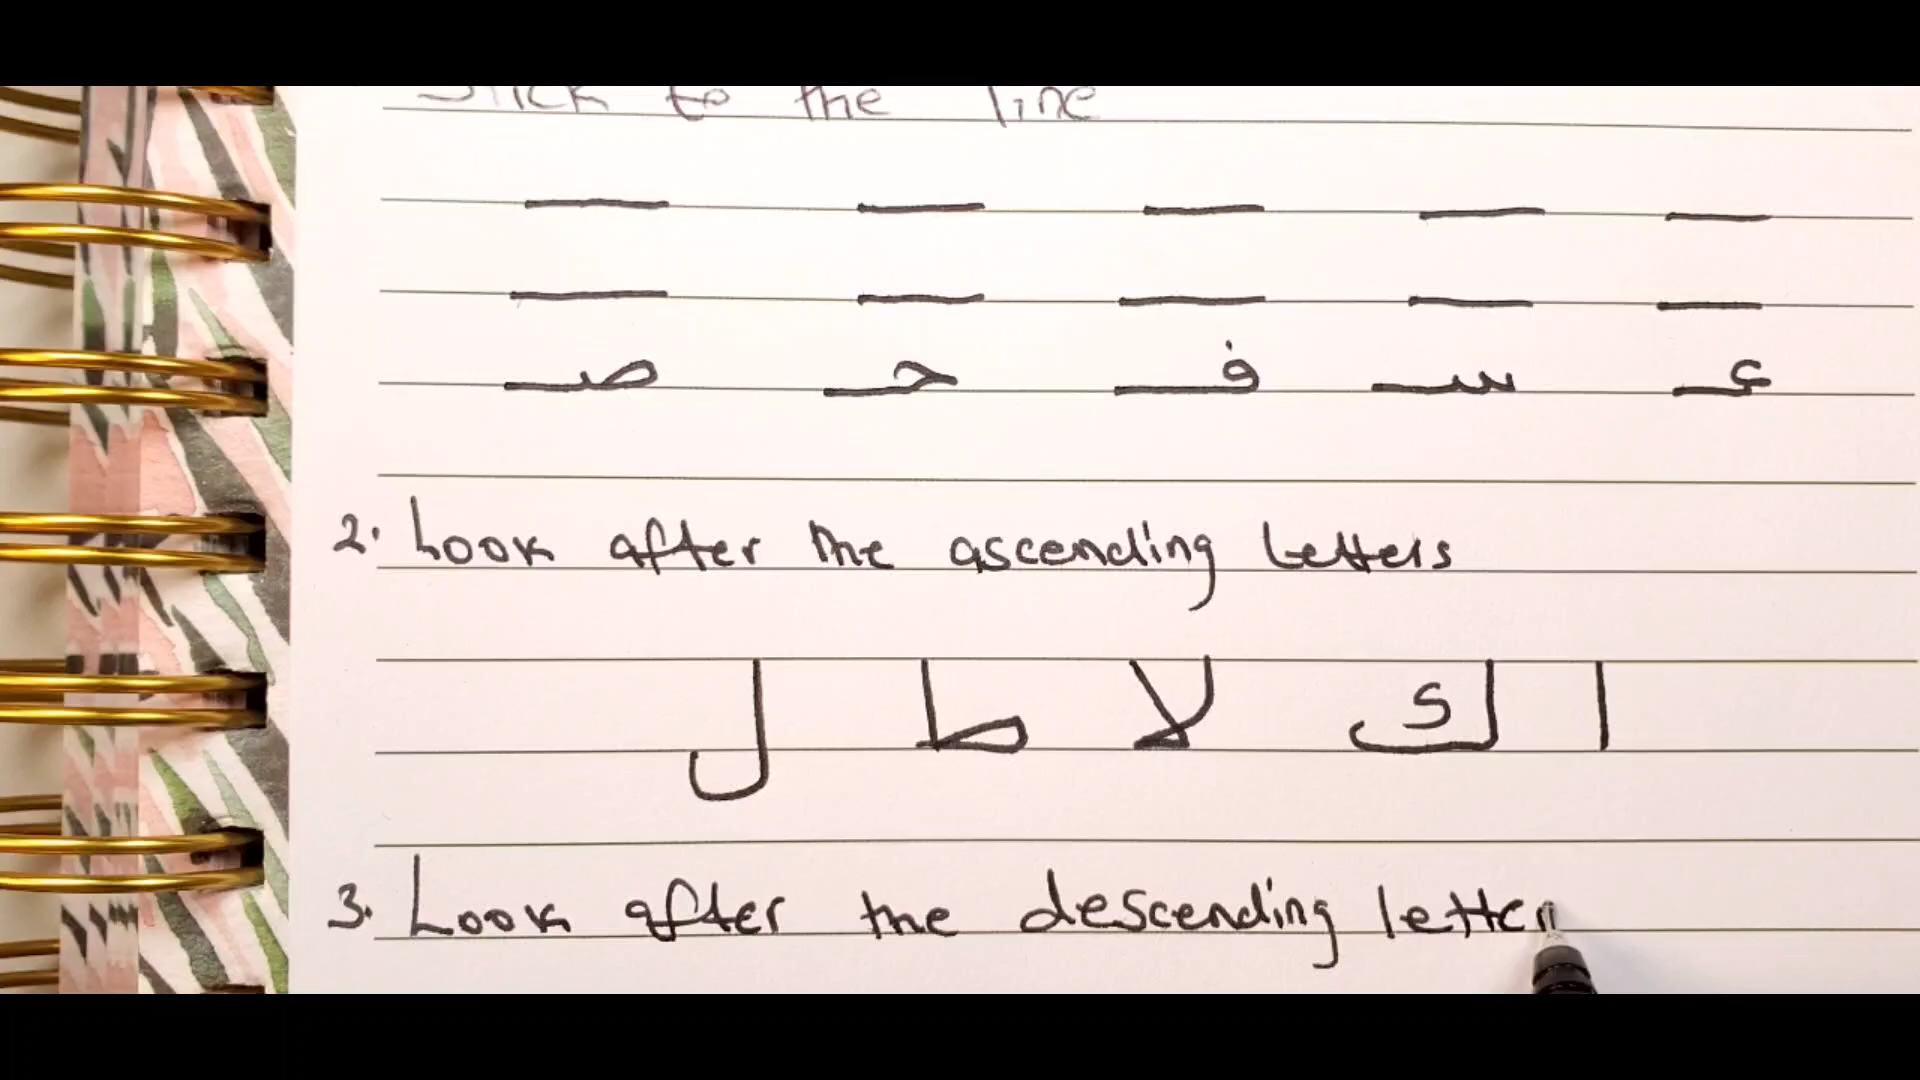 Stick to the line
عـ سـ فـ حـ صـ
2. Look after the ascending letters
ا ك لا ط ل
3. Look after the descending letter